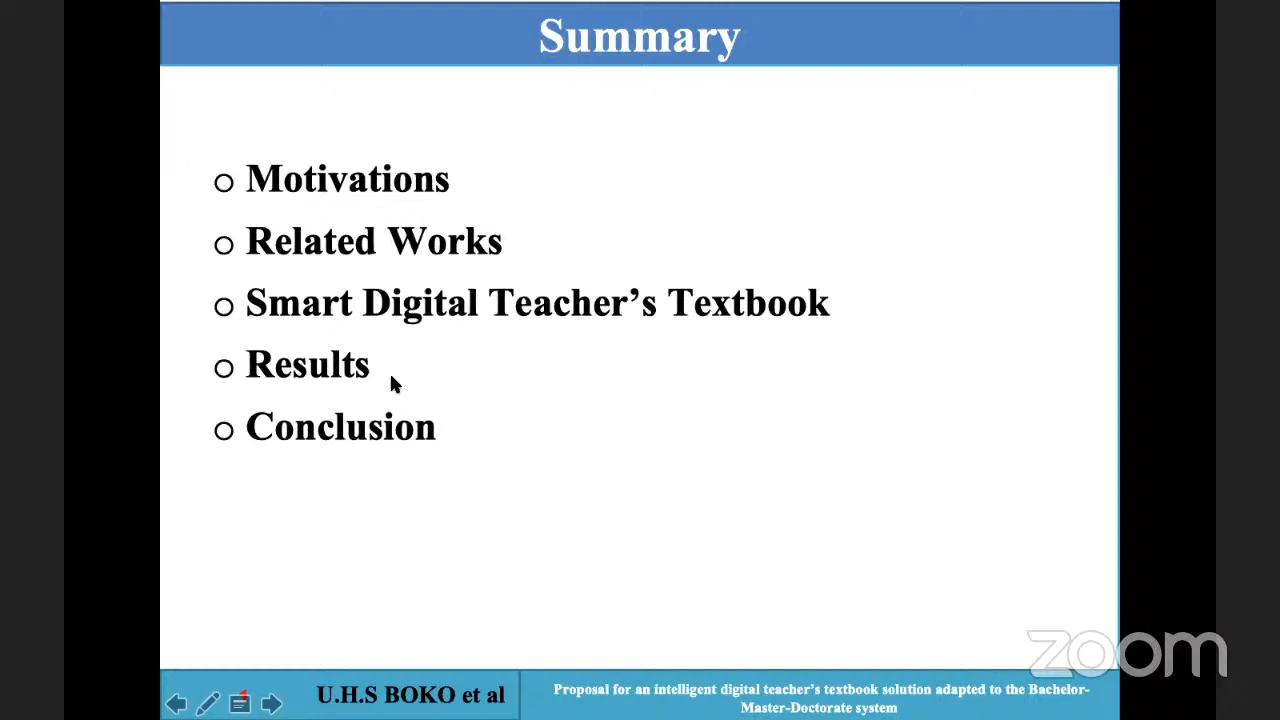 Summary
Motivations
Related Works
Smart Digital Teacher’s Textbook
Results
Conclusion
zoom
U.H.S BOKO et al
Proposal for an intelligent digital teacher’s textbook solution adapted to the Bachelor-
Master-Doctorate system